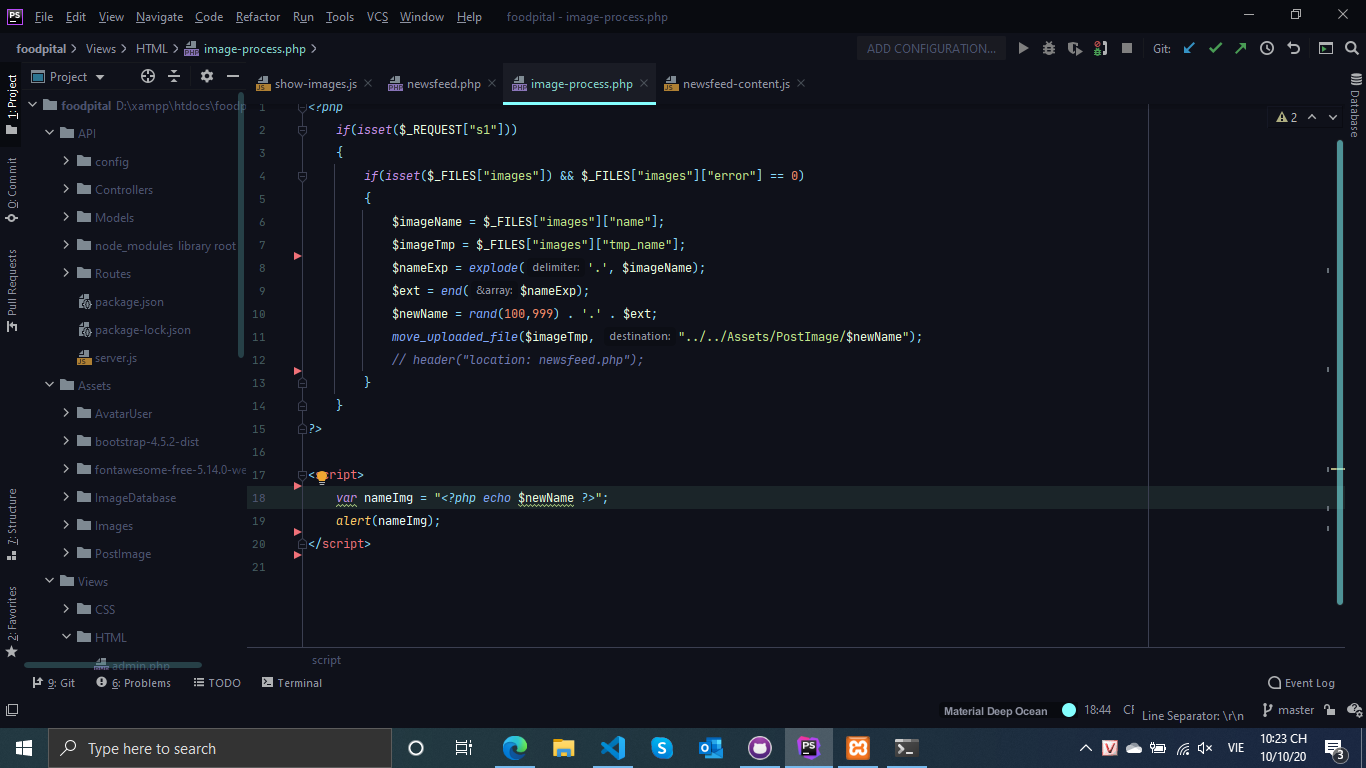 PS File Edit View Navigate Code Refactor Run Tools VCS Window Help foodpital - image-process.php
foodpital Views HTML image-process.php ADD CONFIGURATION... Git:
Project
show-images.js newsfeed.php image-process.php newsfeed-content.js
1: Project
0: Commit
Pull Requests
7: Structure
2: Favorites
Database
foodpital D:\xampp\htdocs\foodp
API
config
Controllers
Models
node_modules library root
Routes
package.json
package-lock.json
server.js
Assets
AvatarUser
bootstrap-4.5.2-dist
fontawesome-free-5.14.0-we
ImageDatabase
Images
PostImage
Views
CSS
HTML
admin.php
2
1 <?php
2 if(isset($_REQUEST["s1"]))
3 {
4 if(isset($_FILES["images"]) && $_FILES["images"]["error"] == 0)
5 {
6 $imageName = $_FILES["images"]["name"];
7 $imageTmp = $_FILES["images"]["tmp_name"];
8 $nameExp = explode( delimiter: '.', $imageName);
9 $ext = end( &array: $nameExp);
10 $newName = rand(100,999) . '.' . $ext;
11 move_uploaded_file($imageTmp, destination: "../../Assets/PostImage/$newName");
12 // header("location: newsfeed.php");
13 }
14 }
15 ?>
16
17 <script>
18 var nameImg = "<?php echo $newName ?>";
19 alert(nameImg);
20 </script>
21
script
9: Git 6: Problems TODO Terminal Event Log
Material Deep Ocean 18:44 Line Separator: \r\n master
Type here to search
VIE 10:23 CH
10/10/20
3